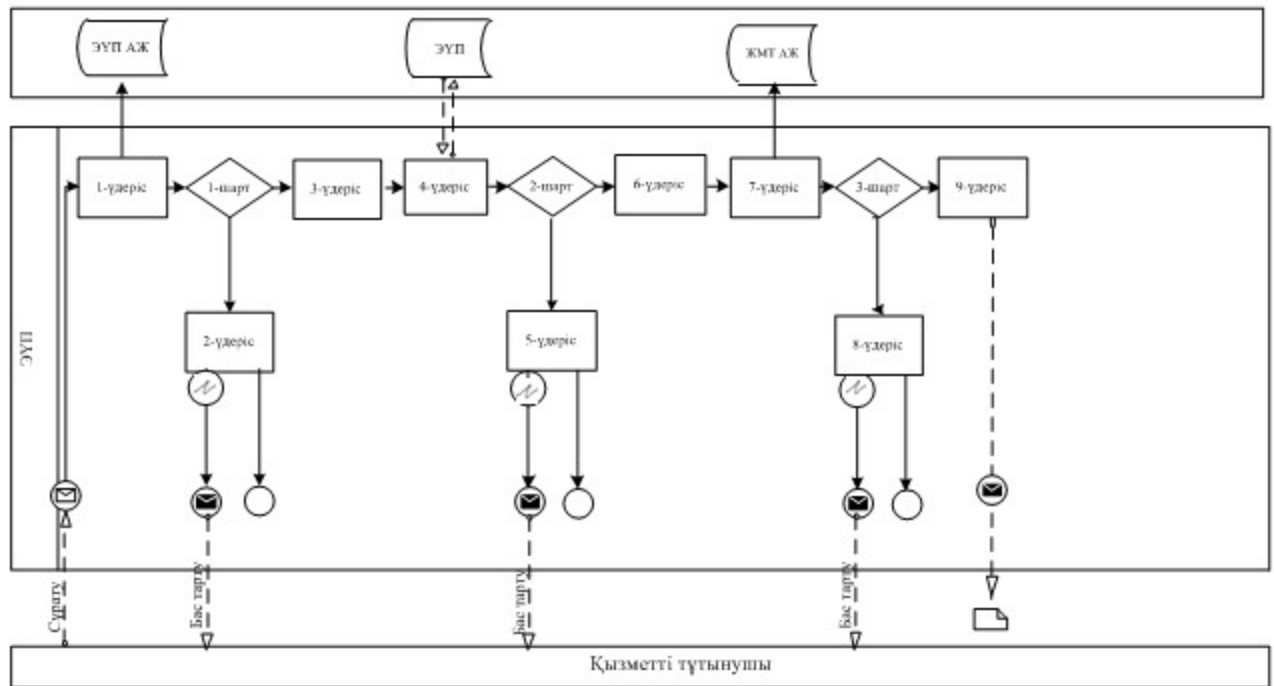 ЭҮП АЖ
ЭҮП
ЖМТ АЖ
1-үдеріс
1-шарт
3-үдеріс
4-үдеріс
2-шарт
6-үдеріс
7-үдеріс
3-шарт
9-үдеріс
2-үдеріс
5-үдеріс
8-үдеріс
ЭҮП
Сұрату
Бас тарту
Бас тарту
Бас тарту
Қызметті тұтынушы